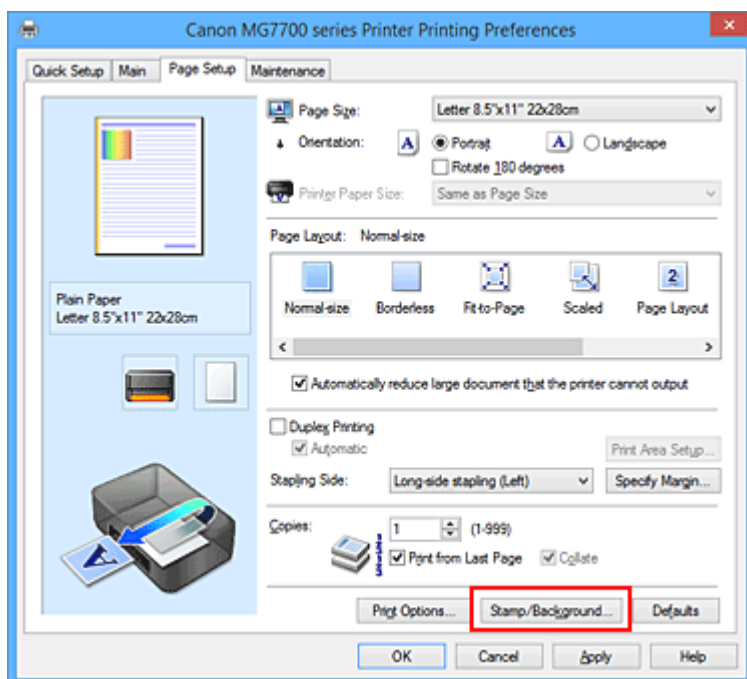 Canon MG7700 series Printer Printing Preferences
Quick Setup Main Page Setup Maintenance
Page Size: Letter 8.5"x11" 22x28cm
Orientation: A Portrait A Landscape
Rotate 180 degrees
Printer Paper Size: Same as Page Size
Page Layout: Normal-size
2
Normal-size Borderless Fit-to-Page Scaled Page Layout
Plain Paper
Letter 8.5"x11" 22x28cm
Automatically reduce large document that the printer cannot output
Duplex Printing
Automatic Print Area Setup...
Stapling Side: Long-side stapling (Left) Specify Margin...
Copies: 1 (1-999)
Print from Last Page Collate
A
Print Options... Stamp/Background... Defaults
OK Cancel Apply Help